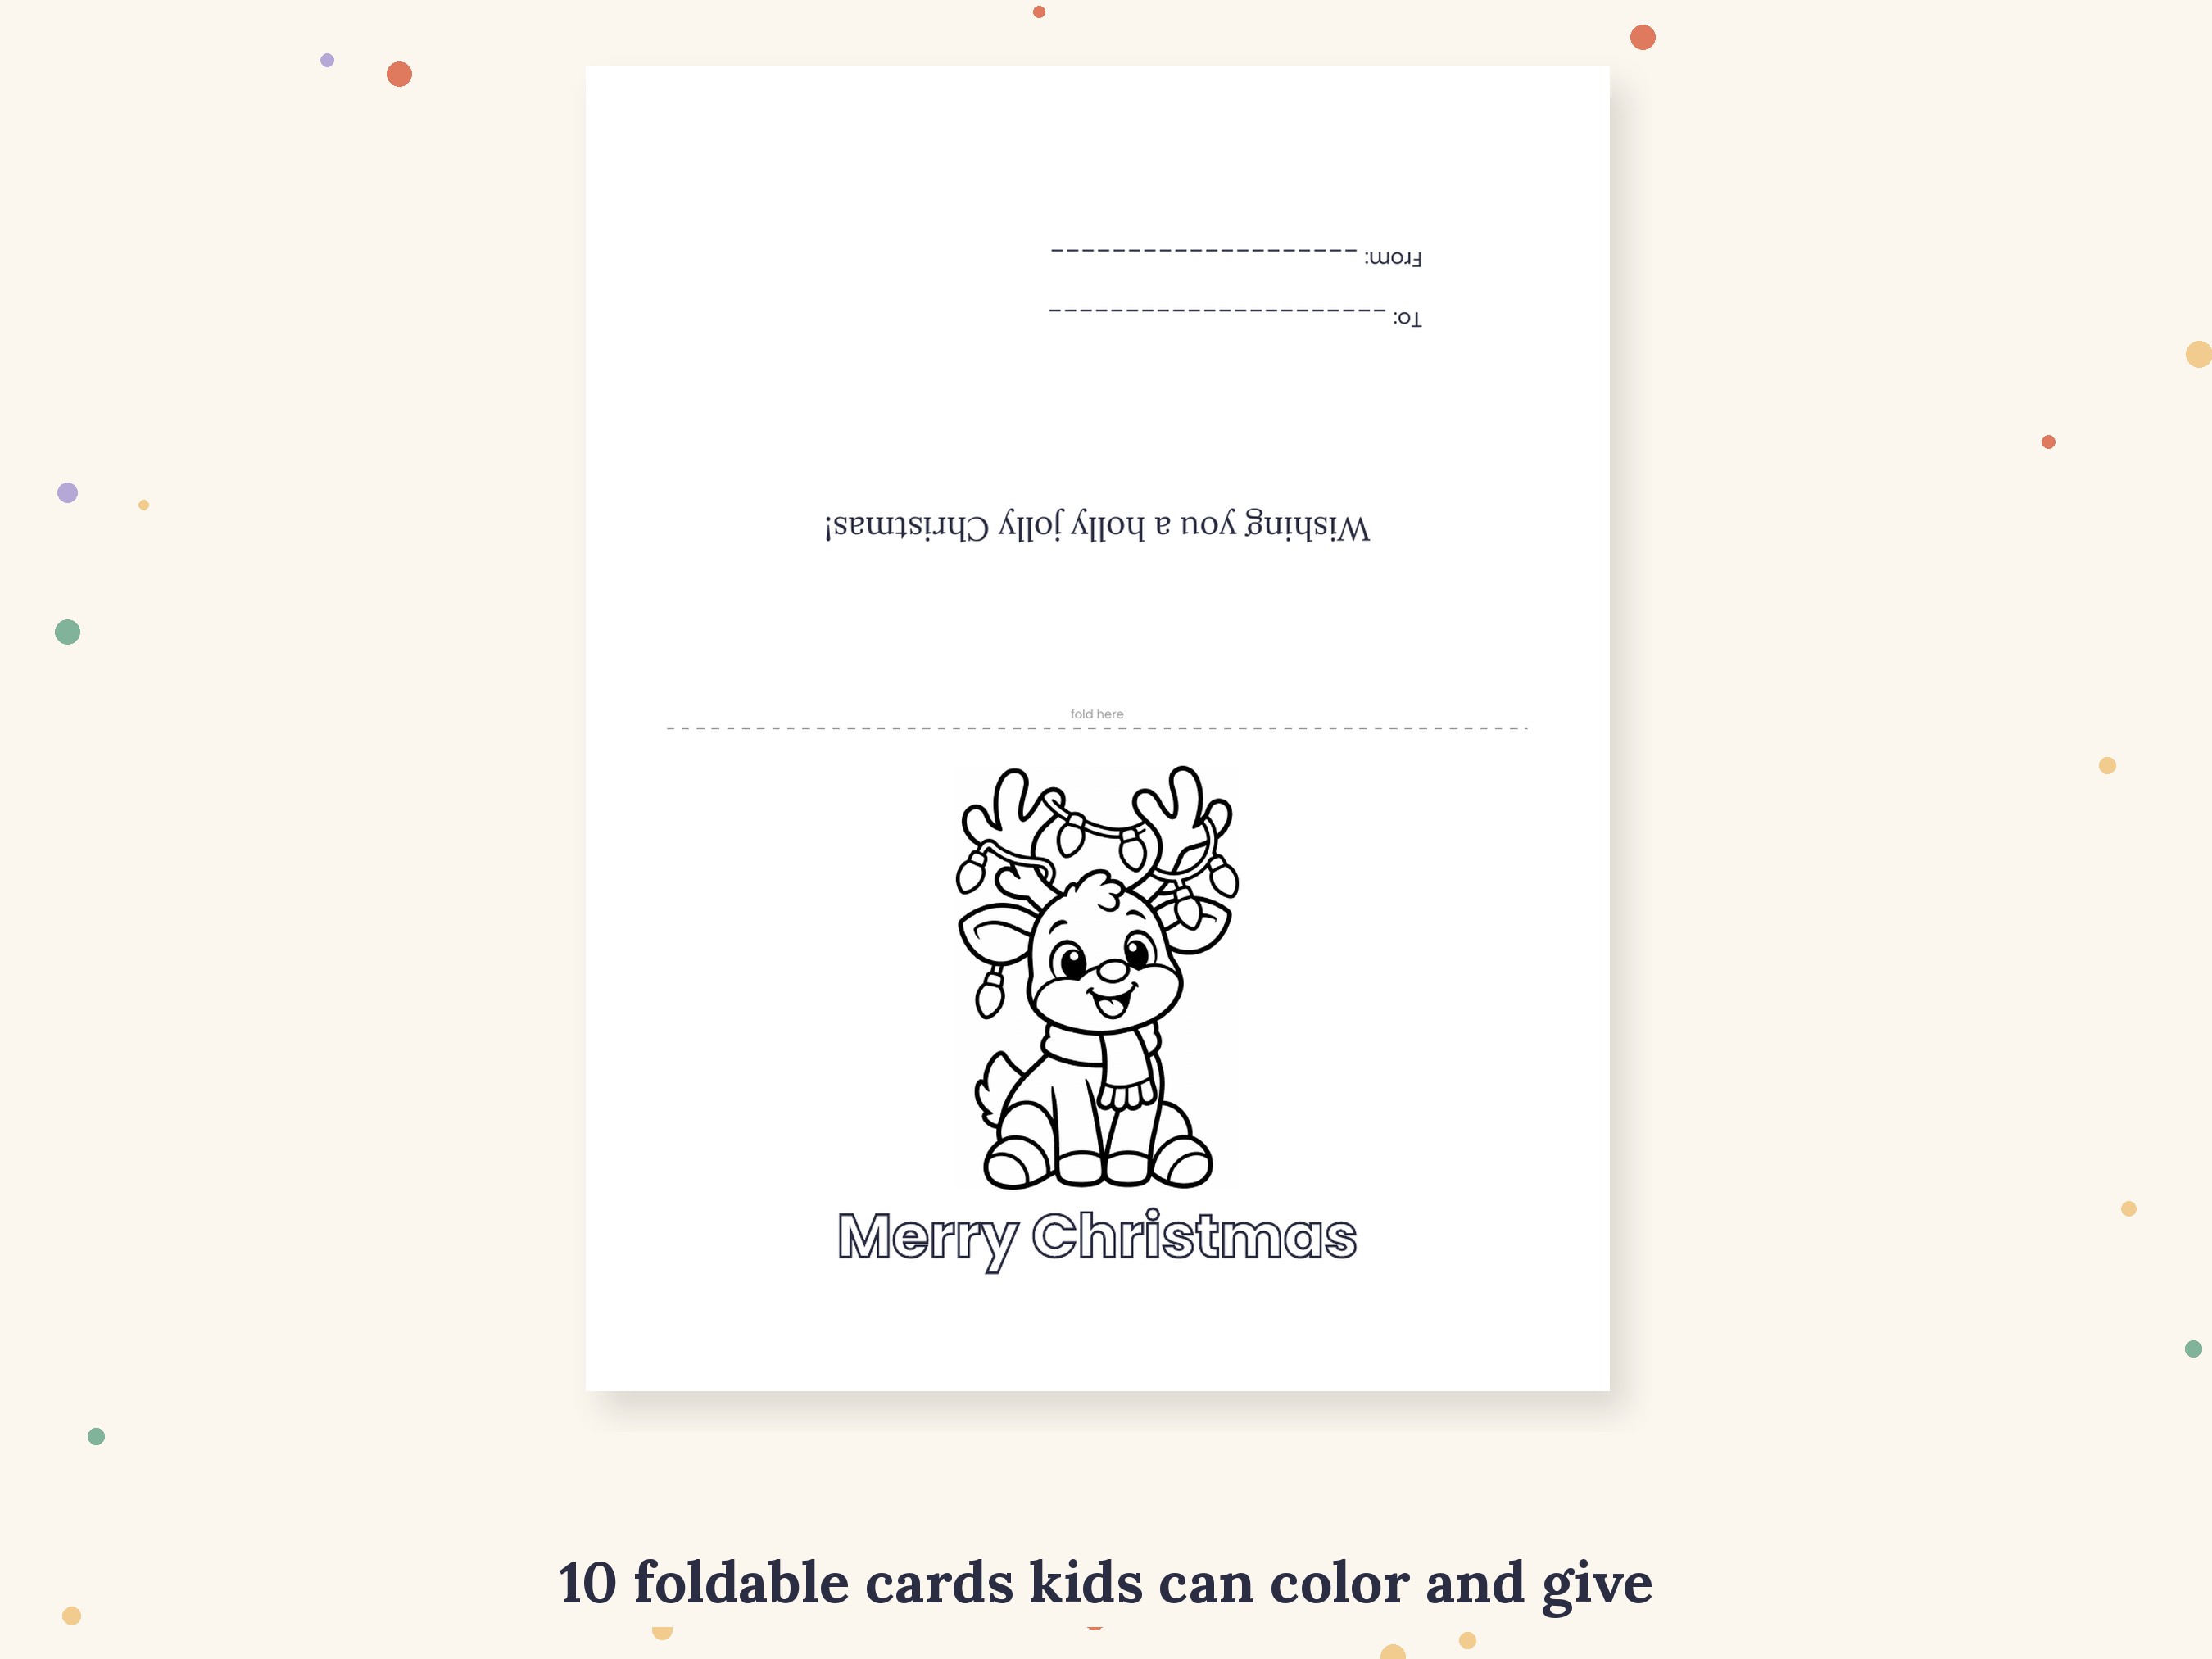 From: ____________________
To: ______________________
Wishing you a holly jolly Christmas!
fold here
Merry Christmas
10 foldable cards kids can color and give